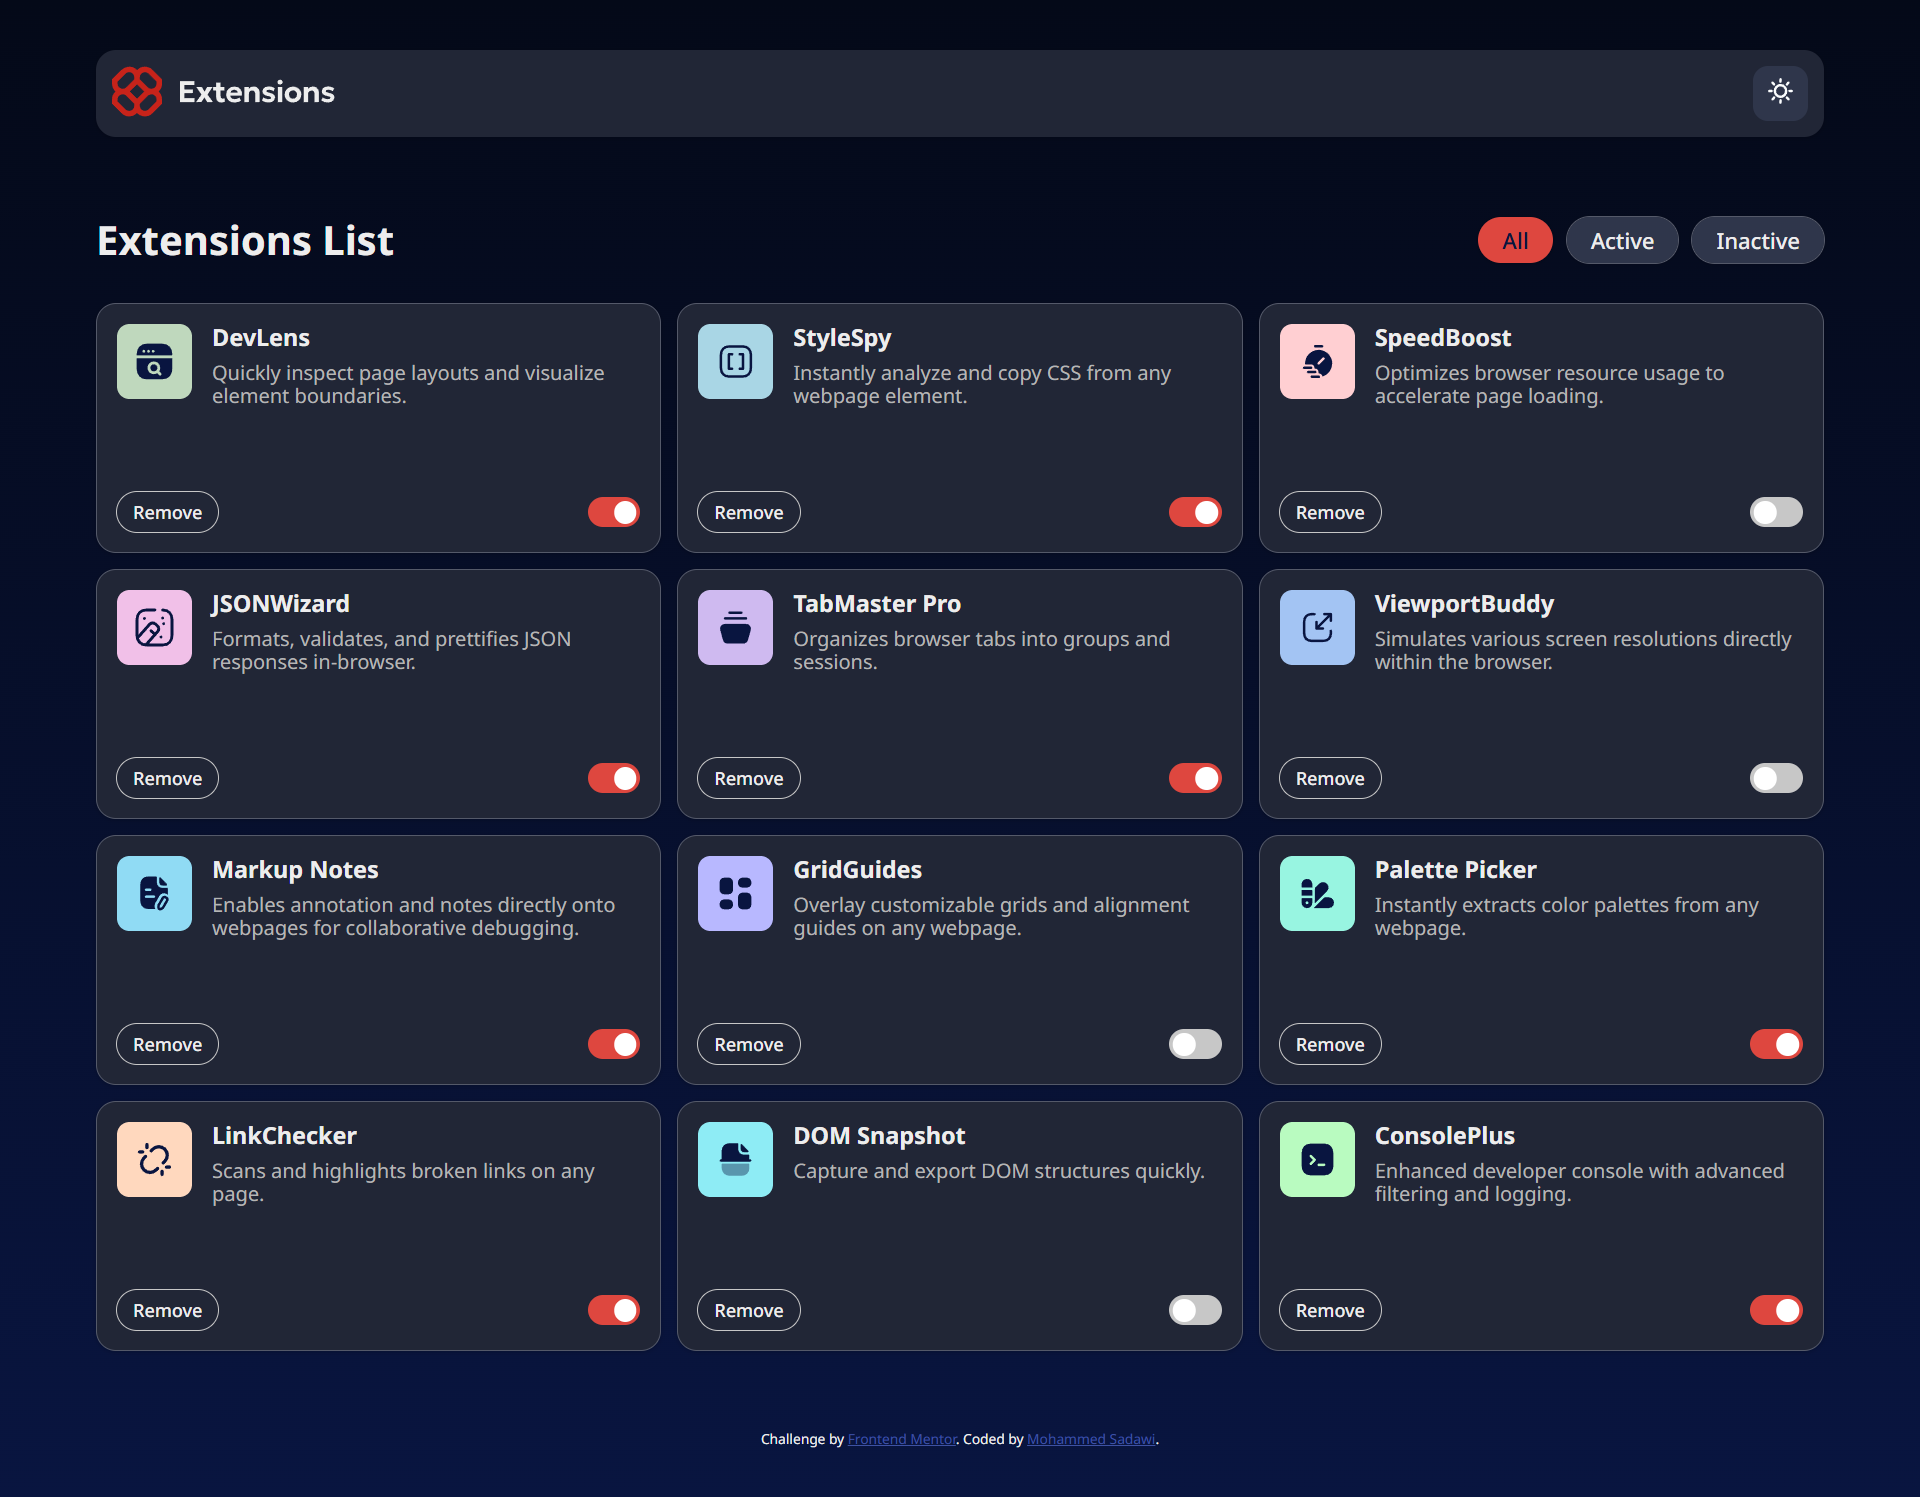 Extensions
Extensions List
All
Active
Inactive
DevLens
Quickly inspect page layouts and visualize
element boundaries.
Remove
StyleSpy
Instantly analyze and copy CSS from any
webpage element.
Remove
SpeedBoost
Optimizes browser resource usage to
accelerate page loading.
Remove
JSONWizard
Formats, validates, and prettifies JSON
responses in-browser.
Remove
TabMaster Pro
Organizes browser tabs into groups and
sessions.
Remove
ViewportBuddy
Simulates various screen resolutions directly
within the browser.
Remove
Markup Notes
Enables annotation and notes directly onto
webpages for collaborative debugging.
Remove
GridGuides
Overlay customizable grids and alignment
guides on any webpage.
Remove
Palette Picker
Instantly extracts color palettes from any
webpage.
Remove
LinkChecker
Scans and highlights broken links on any
page.
Remove
DOM Snapshot
Capture and export DOM structures quickly.
Remove
ConsolePlus
Enhanced developer console with advanced
filtering and logging.
Remove
Challenge by Frontend Mentor. Coded by Mohammed Sadawi.